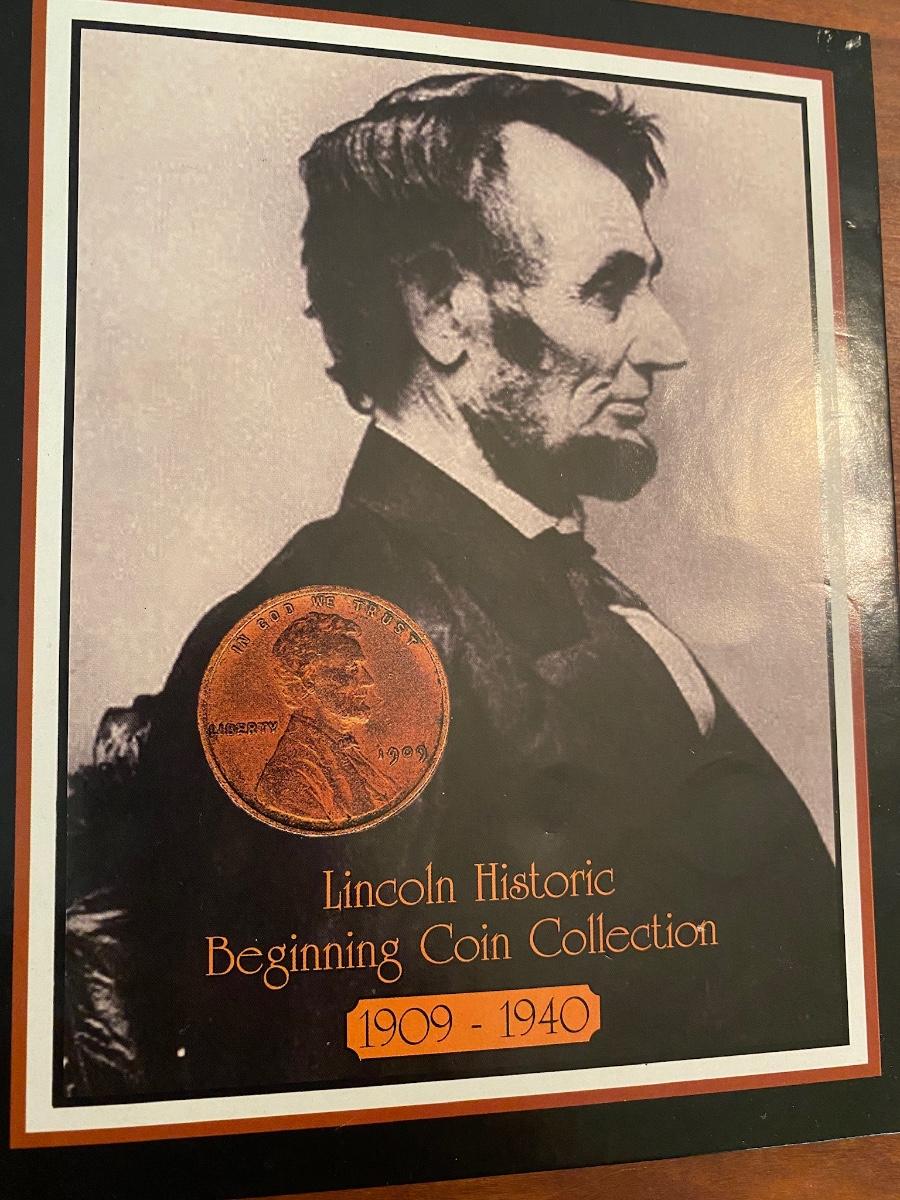 IN GOD WE TRUST
LIBERTY
1909
Lincoln Historic
Beginning Coin Collection
1909 - 1940